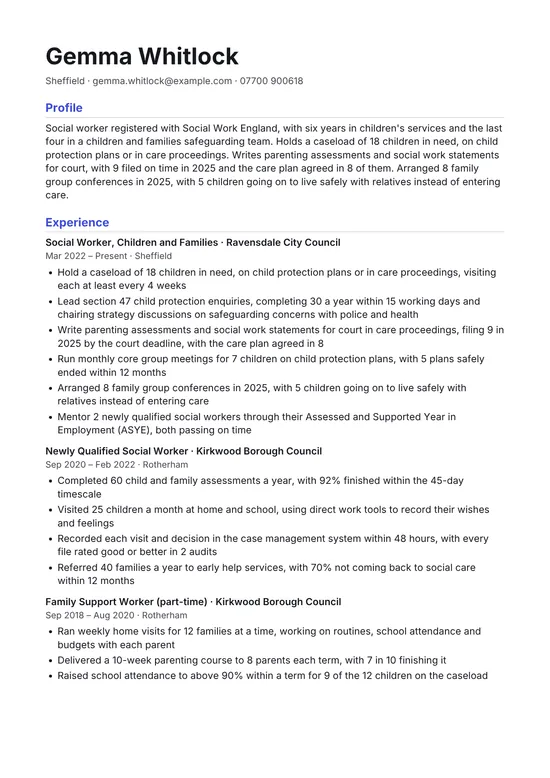 Gemma Whitlock
Sheffield · gemma.whitlock@example.com · 07700 900618
Profile
Social worker registered with Social Work England, with six years in children's services and the last
four in a children and families safeguarding team. Holds a caseload of 18 children in need, on child
protection plans or in care proceedings. Writes parenting assessments and social work statements
for court, with 9 filed on time in 2025 and the care plan agreed in 8 of them. Arranged 8 family
group conferences in 2025, with 5 children going on to live safely with relatives instead of entering
care.
Experience
Social Worker, Children and Families · Ravensdale City Council
Mar 2022 – Present · Sheffield
• Hold a caseload of 18 children in need, on child protection plans or in care proceedings, visiting
each at least every 4 weeks
• Lead section 47 child protection enquiries, completing 30 a year within 15 working days and
chairing strategy discussions on safeguarding concerns with police and health
• Write parenting assessments and social work statements for court in care proceedings, filing 9 in
2025 by the court deadline, with the care plan agreed in 8
• Run monthly core group meetings for 7 children on child protection plans, with 5 plans safely
ended within 12 months
• Arranged 8 family group conferences in 2025, with 5 children going on to live safely with
relatives instead of entering care
• Mentor 2 newly qualified social workers through their Assessed and Supported Year in
Employment (ASYE), both passing on time
Newly Qualified Social Worker · Kirkwood Borough Council
Sep 2020 – Feb 2022 · Rotherham
• Completed 60 child and family assessments a year, with 92% finished within the 45-day
timescale
• Visited 25 children a month at home and school, using direct work tools to record their wishes
and feelings
• Recorded each visit and decision in the case management system within 48 hours, with every
file rated good or better in 2 audits
• Referred 40 families a year to early help services, with 70% not coming back to social care
within 12 months
Family Support Worker (part-time) · Kirkwood Borough Council
Sep 2018 – Aug 2020 · Rotherham
• Ran weekly home visits for 12 families at a time, working on routines, school attendance and
budgets with each parent
• Delivered a 10-week parenting course to 8 parents each term, with 7 in 10 finishing it
• Raised school attendance to above 90% within a term for 9 of the 12 children on the caseload